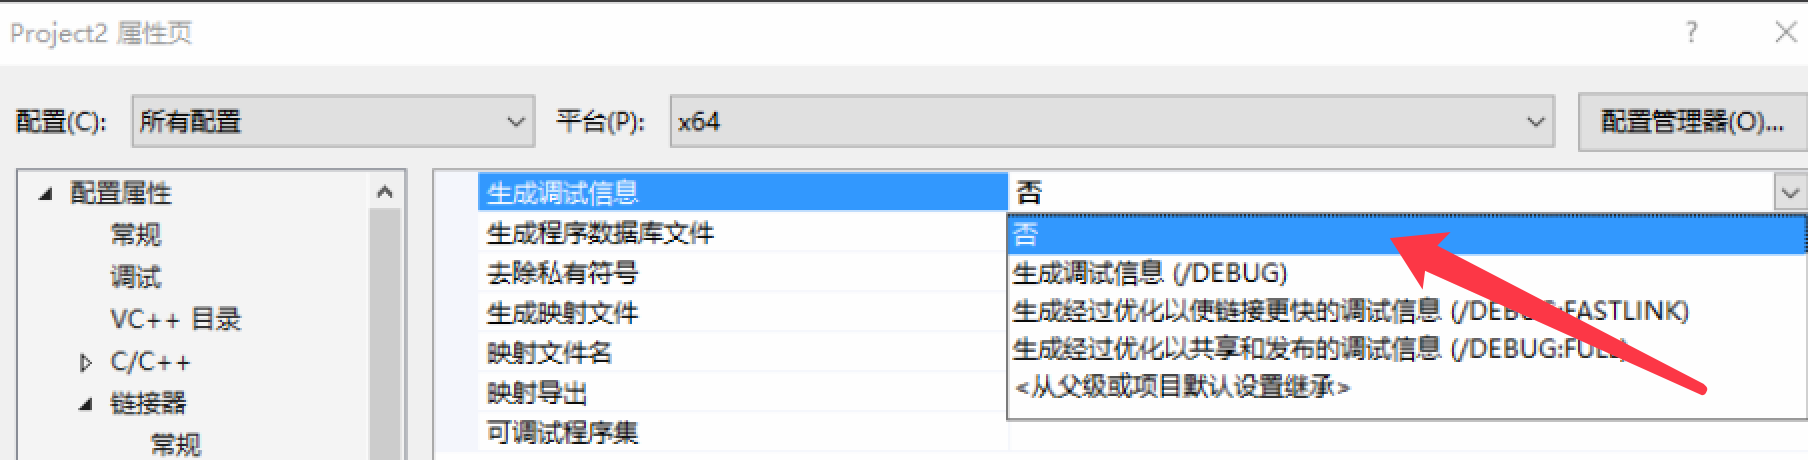 Project2 属性页
?
配置(C):
所有配置
平台(P):
x64
配置管理器(O)...
配置属性
常规
调试
VC++ 目录
C/C++
链接器
常规
生成调试信息
否
生成程序数据库文件
去除私有符号
生成映射文件
映射文件名
映射导出
可调试程序集
否
生成调试信息 (/DEBUG)
生成经过优化以使链接更快的调试信息 (/DEBUG:FASTLINK)
生成经过优化以共享和发布的调试信息 (/DEBUG:FULL)
<从父级或项目默认设置继承>